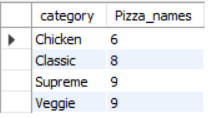 category Pizza_names
Chicken 6
Classic 8
Supreme 9
Veggie 9